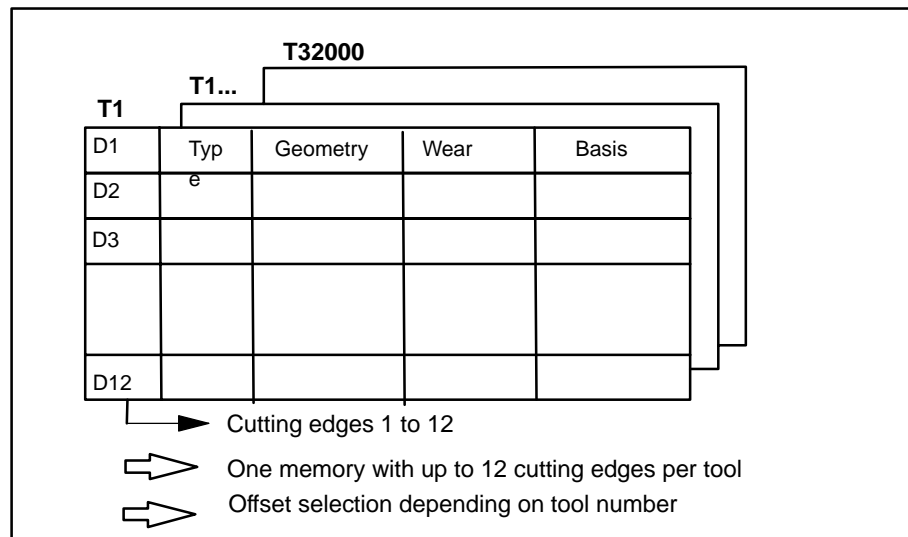 T32000
T1...
T1
D1 Typ Geometry Wear Basis
e
D2
D3
D12
Cutting edges 1 to 12
One memory with up to 12 cutting edges per tool
Offset selection depending on tool number